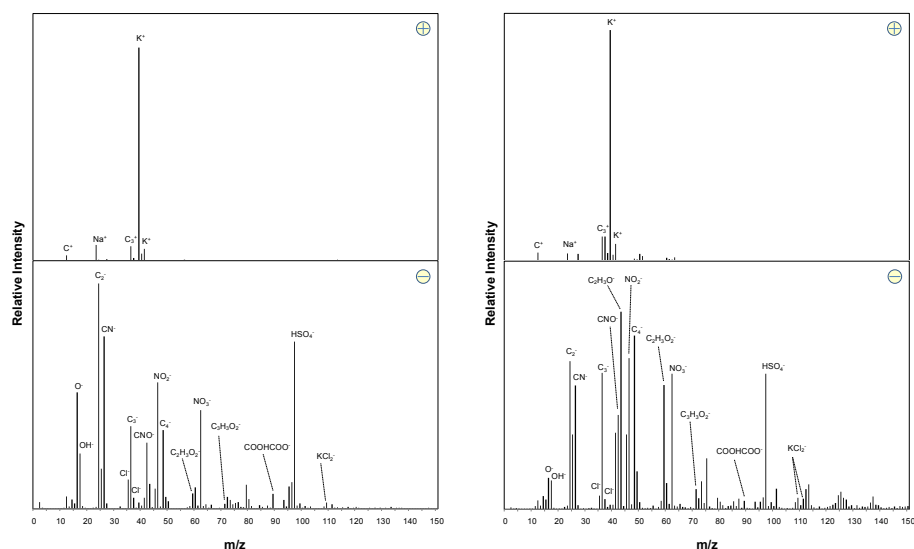 K⁺
C⁺
Na⁺
C₃⁺
K⁺
Relative Intensity
C₂⁻
CN⁻
HSO₄⁻
O⁻
NO₂⁻
NO₃⁻
OH⁻
C₃⁻
CNO⁻
C₄⁻
C₃H₃O₂⁻
C₂H₃O₂⁻
COOHCOO⁻
Cl⁻
Cl⁻
KCl₂⁻
0 10 20 30 40 50 60 70 80 90 100 110 120 130 140 150
m/z
K⁺
C⁺
Na⁺
C₃⁺
K⁺
Relative Intensity
C₂H₃O⁻
NO₂⁻
CNO⁻
C₄⁻
C₂H₃O₂⁻
C₂⁻
C₃⁻
CN⁻
NO₃⁻
HSO₄⁻
C₃H₃O₂⁻
O⁻
OH⁻
COOHCOO⁻
KCl₂⁻
Cl⁻
Cl⁻
0 10 20 30 40 50 60 70 80 90 100 110 120 130 140 150
m/z